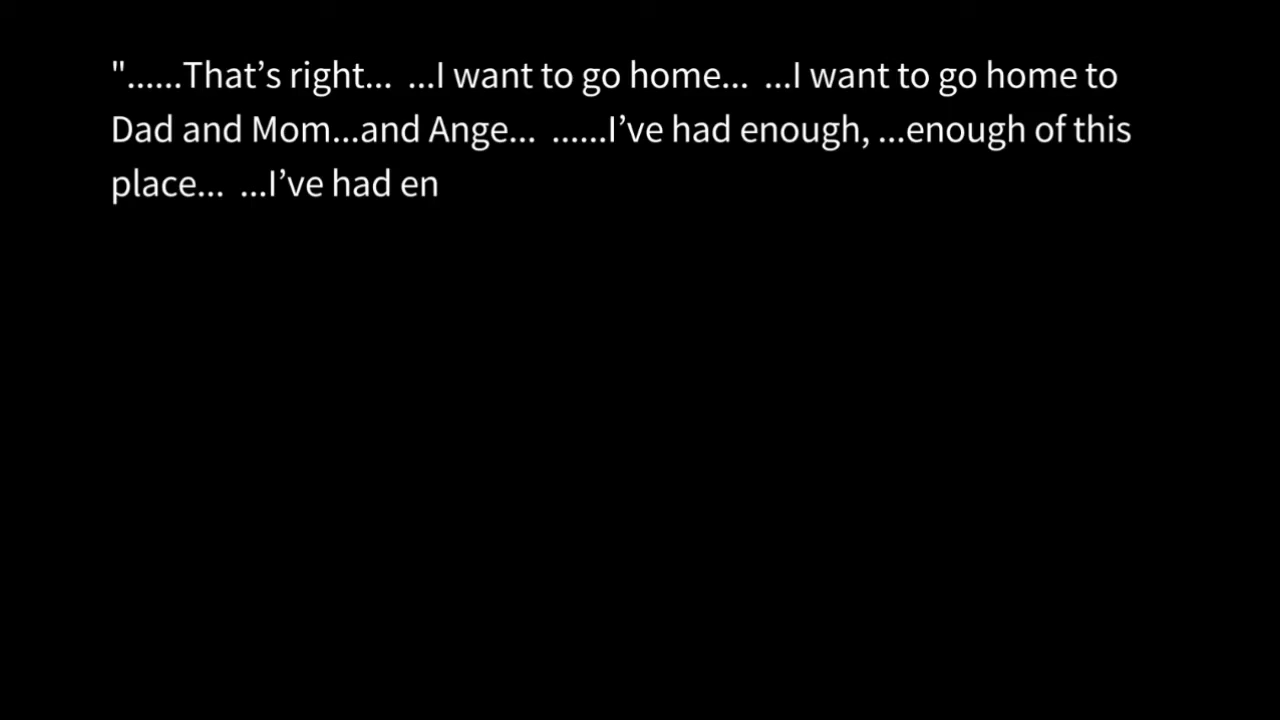 "......That’s right...  ...I want to go home...  ...I want to go home to
Dad and Mom...and Ange...  ......I’ve had enough, ...enough of this
place...  ...I’ve had en